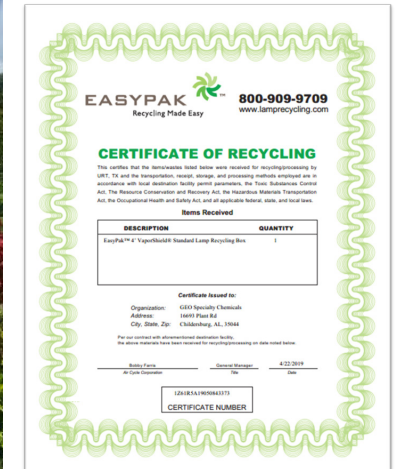 EASYPAK™
Recycling Made Easy
800-909-9709
www.lamprecycling.com
CERTIFICATE OF RECYCLING
This certifies that the items/wastes listed below were received for recycling/processing by
URT, TX and the transportation, receipt, storage, and processing methods employed are in
accordance with local destination facility permit parameters, the Toxic Substances Control
Act, The Resource Conservation and Recovery Act, the Hazardous Materials Transportation
Act, the Occupational Health and Safety Act, and all applicable federal, state, and local laws.
Items Received
DESCRIPTION QUANTITY
EasyPak™ 4' VaporShield® Standard Lamp Recycling Box 1
Certificate Issued to:
Organization: GEO Specialty Chemicals
Address: 16693 Plant Rd
City, State, Zip: Childersburg, AL, 35044
Per our contract with aforementioned destination facility,
the above materials have been received for recycling/processing on date noted below.
Bobby Farris General Manager 4/22/2019
Air Cycle Corporation Title Date
1Z61R5A19050843373
CERTIFICATE NUMBER